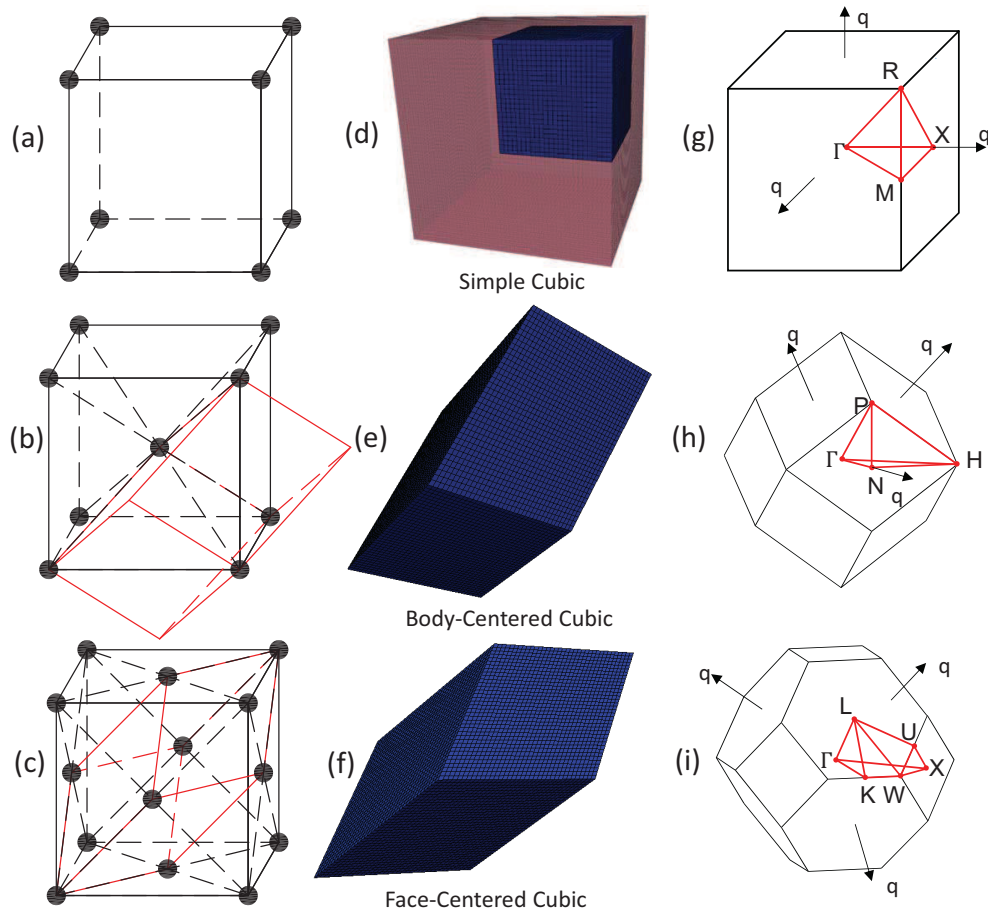 (a)
(d)
Simple Cubic
(g)
q
R
Γ
X
q
q
M
(b)
(e)
Body-Centered Cubic
(h)
q
q
P
Γ
H
N
q
(c)
(f)
Face-Centered Cubic
(i)
q
q
L
U
Γ
X
K
W
q